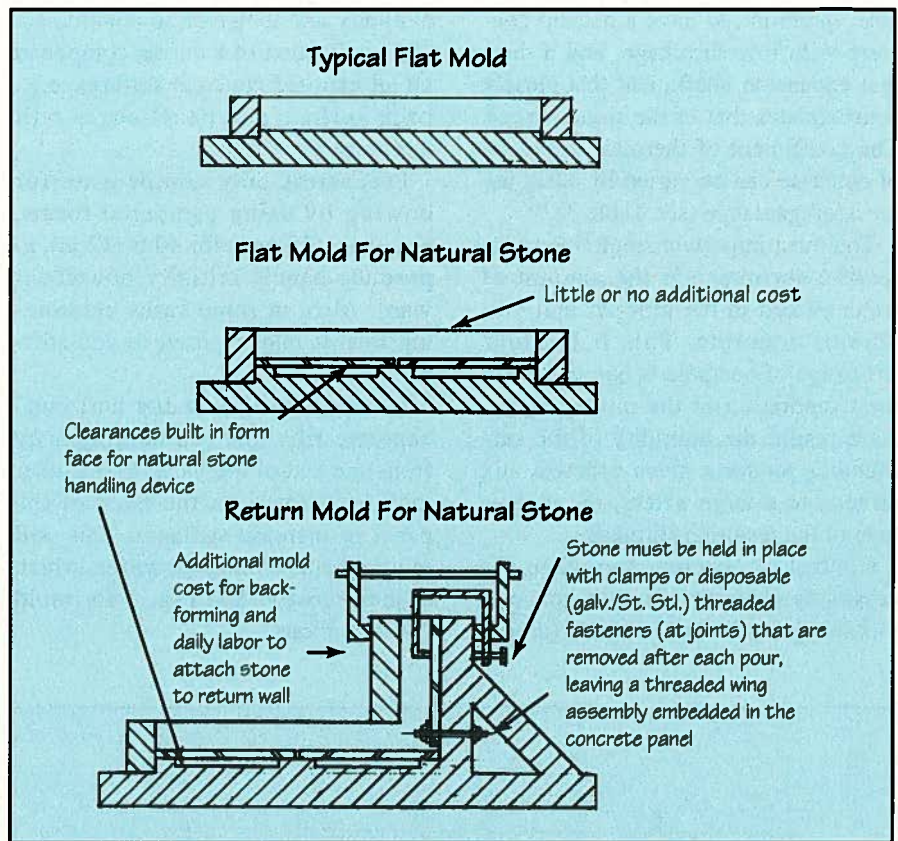 Typical Flat Mold
Flat Mold For Natural Stone
Little or no additional cost
Clearances built in form
face for natural stone
handling device
Return Mold For Natural Stone
Additional mold
cost for back-
forming and
daily labor to
attach stone
to return wall
Stone must be held in place
with clamps or disposable
(galv./St. Stl.) threaded
fasteners (at joints) that are
removed after each pour,
leaving a threaded wing
assembly embedded in the
concrete panel